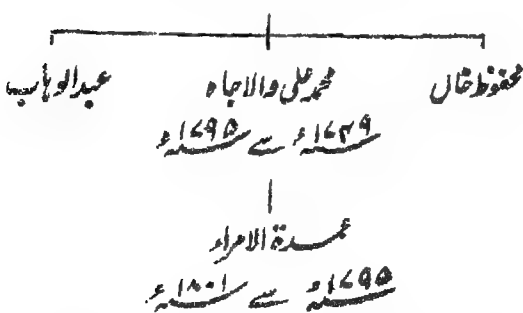 محفوظ خاں محمد علی والاجاہ عبدالوہاب
۱۷۴۹ء سے ۱۷۹۵ء
عمدۃ الامراء
۱۷۹۵ء سے ۱۸۰۱ء